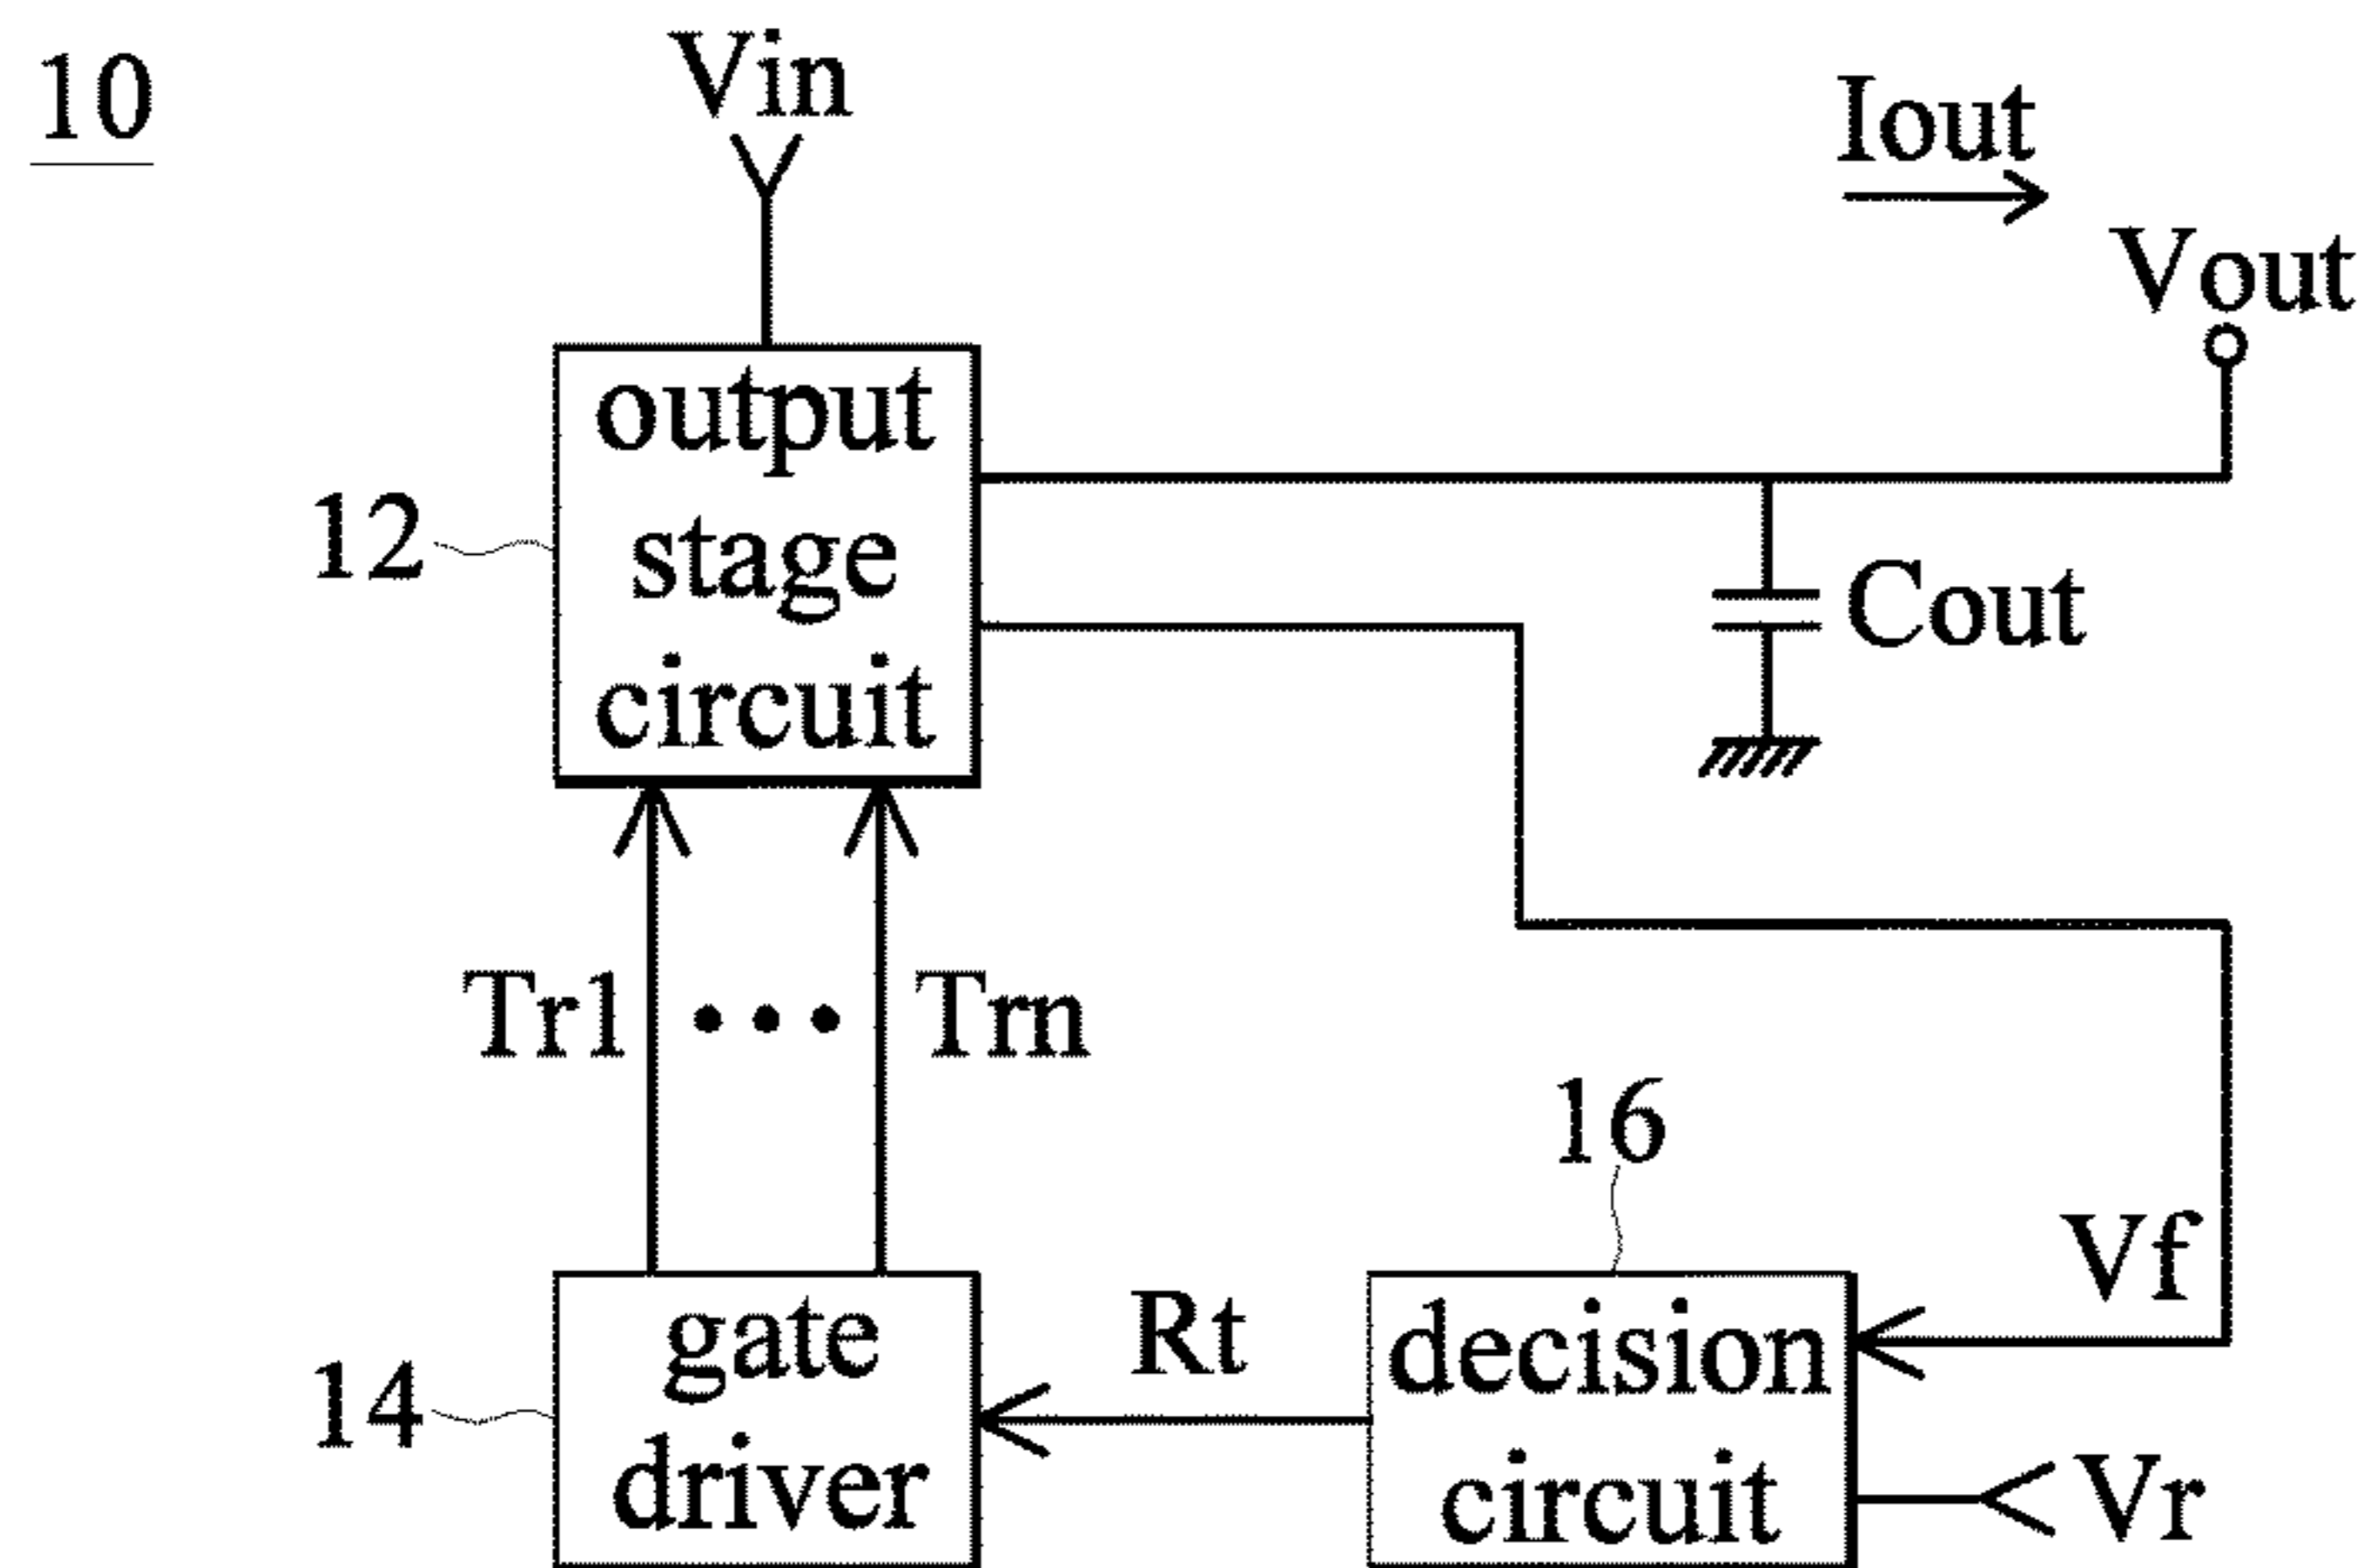 10
Vin
Iout
Vout
output
stage
circuit
12
Cout
Tr1
Trn
16
Vf
gate
driver
14
Rt
decision
circuit
Vr